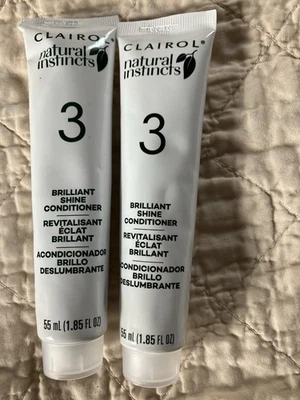 CLAIROL®
natural
instincts
3
BRILLIANT
SHINE
CONDITIONER
REVITALISANT
ÉCLAT
BRILLANT
ACONDICIONADOR
BRILLO
DESLUMBRANTE
55 mL (1.85 FL OZ)
CLAIROL®
natural
instincts
3
BRILLIANT
SHINE
CONDITIONER
REVITALISANT
ÉCLAT
BRILLANT
ACONDICIONADOR
BRILLO
DESLUMBRANTE
55 mL (1.85 FL OZ)